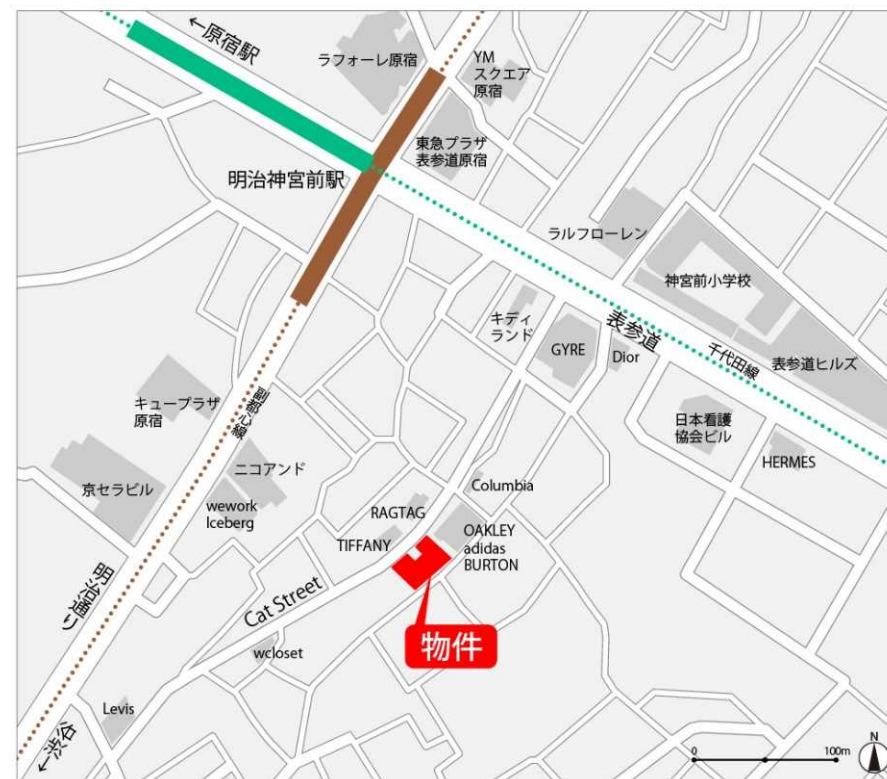 ←原宿駅
ラフォーレ原宿
YM
スクエア
原宿
東急プラザ
表参道原宿
明治神宮前駅
ラルフローレン
神宮前小学校
キディ
ランド
表参道
GYRE
Dior
千代田線
表参道ヒルズ
キュープラザ
原宿
副都心線
日本看護
協会ビル
HERMES
ニコアンド
京セラビル
wework
Iceberg
Columbia
RAGTAG
TIFFANY
OAKLEY
adidas
BURTON
明治通り
Cat Street
物件
wcloset
Levis
←渋谷
0
100m
N